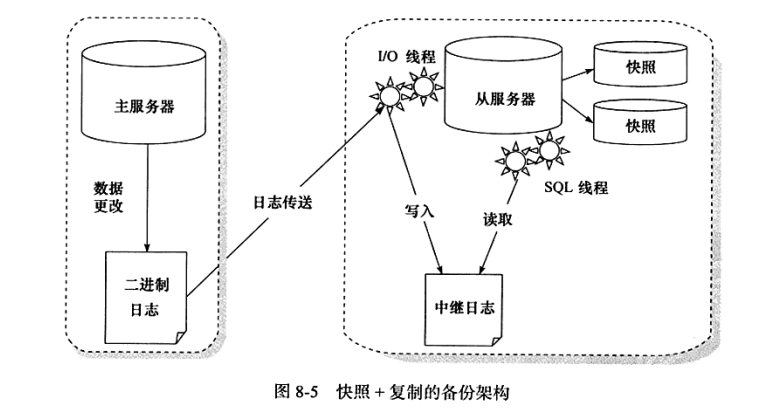 主服务器
数据
更改
二进制
日志
日志传送
I/O 线程
从服务器
快照
快照
SQL 线程
写入
读取
中继日志
图 8-5 快照 + 复制的备份架构